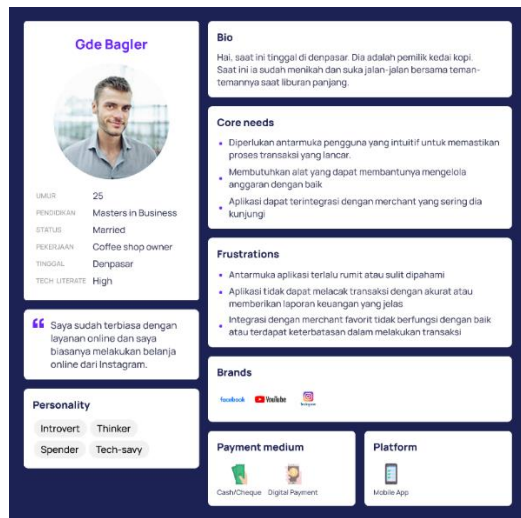 Gde Bagler
UMUR 25
PENDIDIKAN Masters in Business
STATUS Married
PEKERJAAN Coffee shop owner
TINGGAL Denpasar
TECH LITERATE High
Saya sudah terbiasa dengan
layanan online dan saya
biasanya melakukan belanja
online dari Instagram.
Personality
Introvert Thinker
Spender Tech-savy
Bio
Hai, saat ini tinggal di denpasar. Dia adalah pemilik kedai kopi.
Saat ini ia sudah menikah dan suka jalan-jalan bersama teman-
temannya saat liburan panjang.
Core needs
• Diperlukan antarmuka pengguna yang intuitif untuk memastikan
proses transaksi yang lancar.
• Membutuhkan alat yang dapat membantunya mengelola
anggaran dengan baik
• Aplikasi dapat terintegrasi dengan merchant yang sering dia
kunjungi
Frustrations
• Antarmuka aplikasi terlalu rumit atau sulit dipahami
• Aplikasi tidak dapat melacak transaksi dengan akurat atau
memberikan laporan keuangan yang jelas
• Integrasi dengan merchant favorit tidak berfungsi dengan baik
atau terdapat keterbatasan dalam melakukan transaksi
Brands
facebook YouTube Instagram
Payment medium
Cash/Cheque Digital Payment
Platform
Mobile App